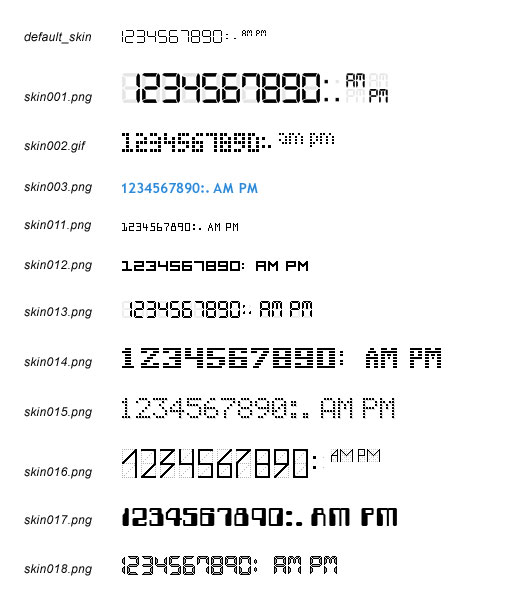 default_skin 1234567890:. AM PM
skin001.png 1234567890:. AM AM PM PM
skin002.gif 1234567890:. am pm
skin003.png 1234567890:. AM PM
skin011.png 1234567890:. AM PM
skin012.png 1234567890: AM PM
skin013.png 1234567890:. AM PM
skin014.png 1234567890: AM PM
skin015.png 1234567890:. AM PM
skin016.png 1234567890: AM PM
skin017.png 1234567890:. AM PM
skin018.png 1234567890: AM PM